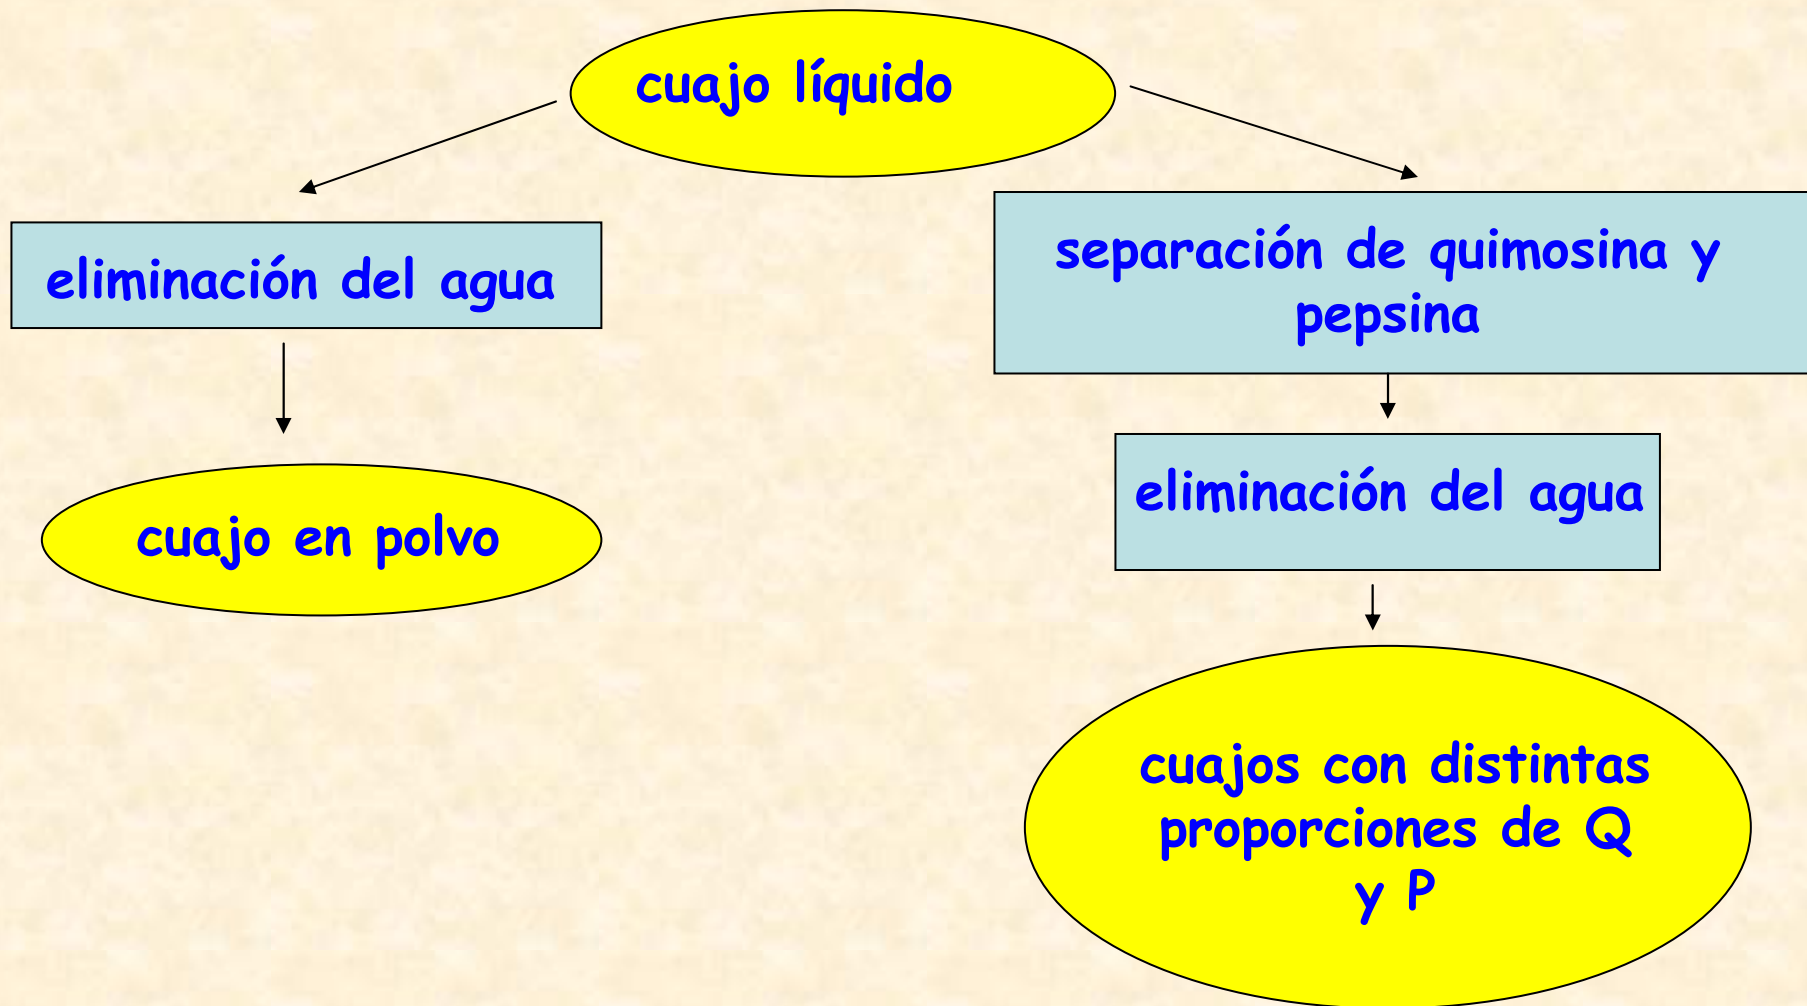 cuajo líquido
eliminación del agua
separación de quimosina y
pepsina
eliminación del agua
cuajo en polvo
cuajos con distintas
proporciones de Q
y P